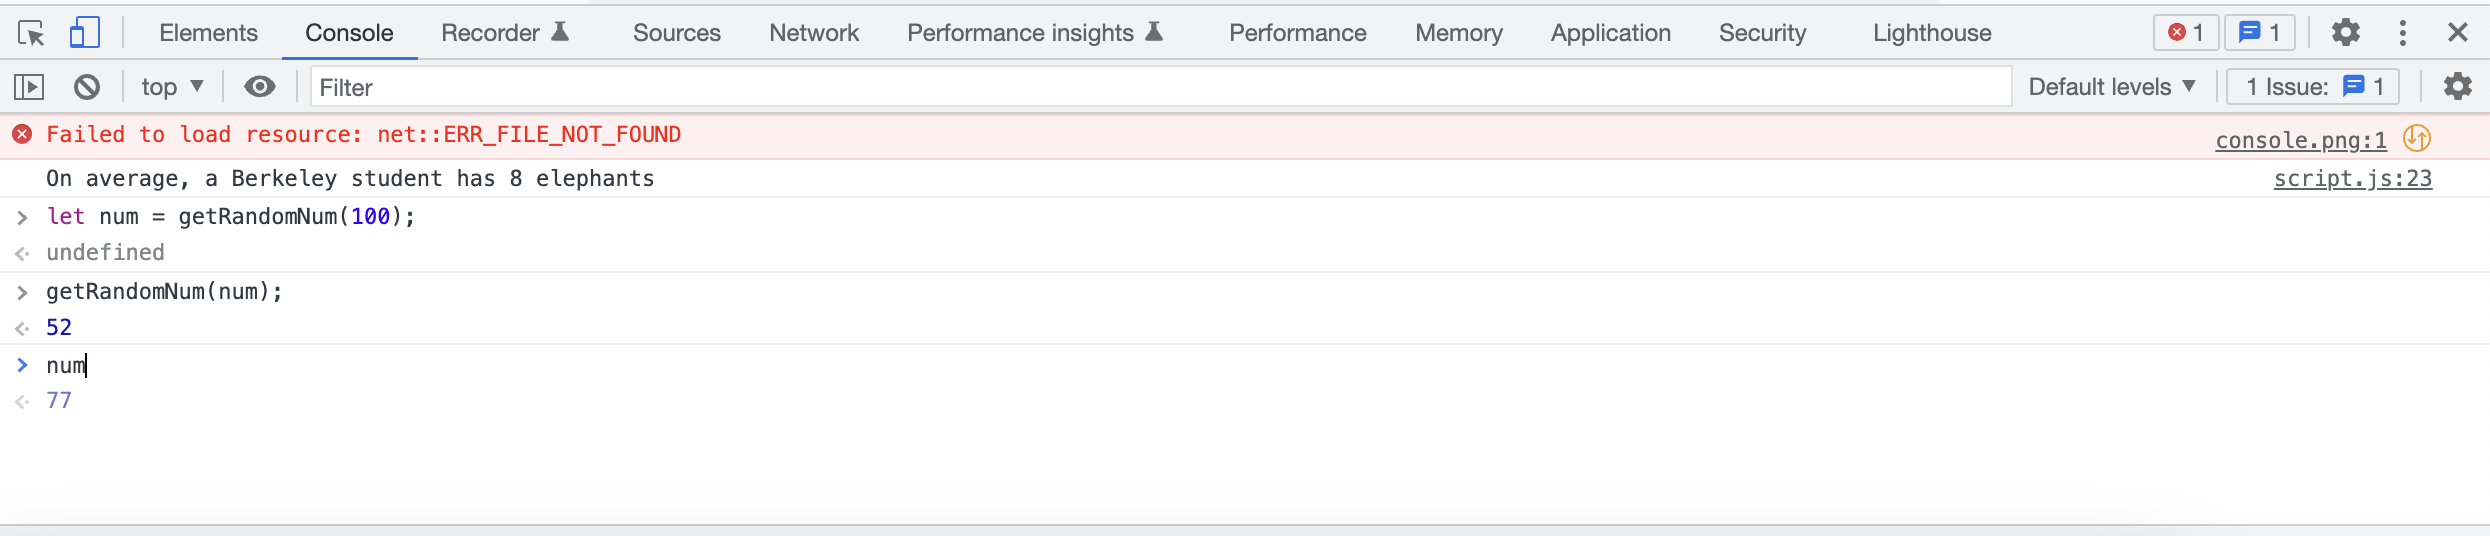 Elements Console Recorder Sources Network Performance insights Performance Memory Application Security Lighthouse 1 1
top Filter Default levels 1 Issue: 1
Failed to load resource: net::ERR_FILE_NOT_FOUND console.png:1
On average, a Berkeley student has 8 elephants script.js:23
> let num = getRandomNum(100);
undefined
> getRandomNum(num);
52
> num
77